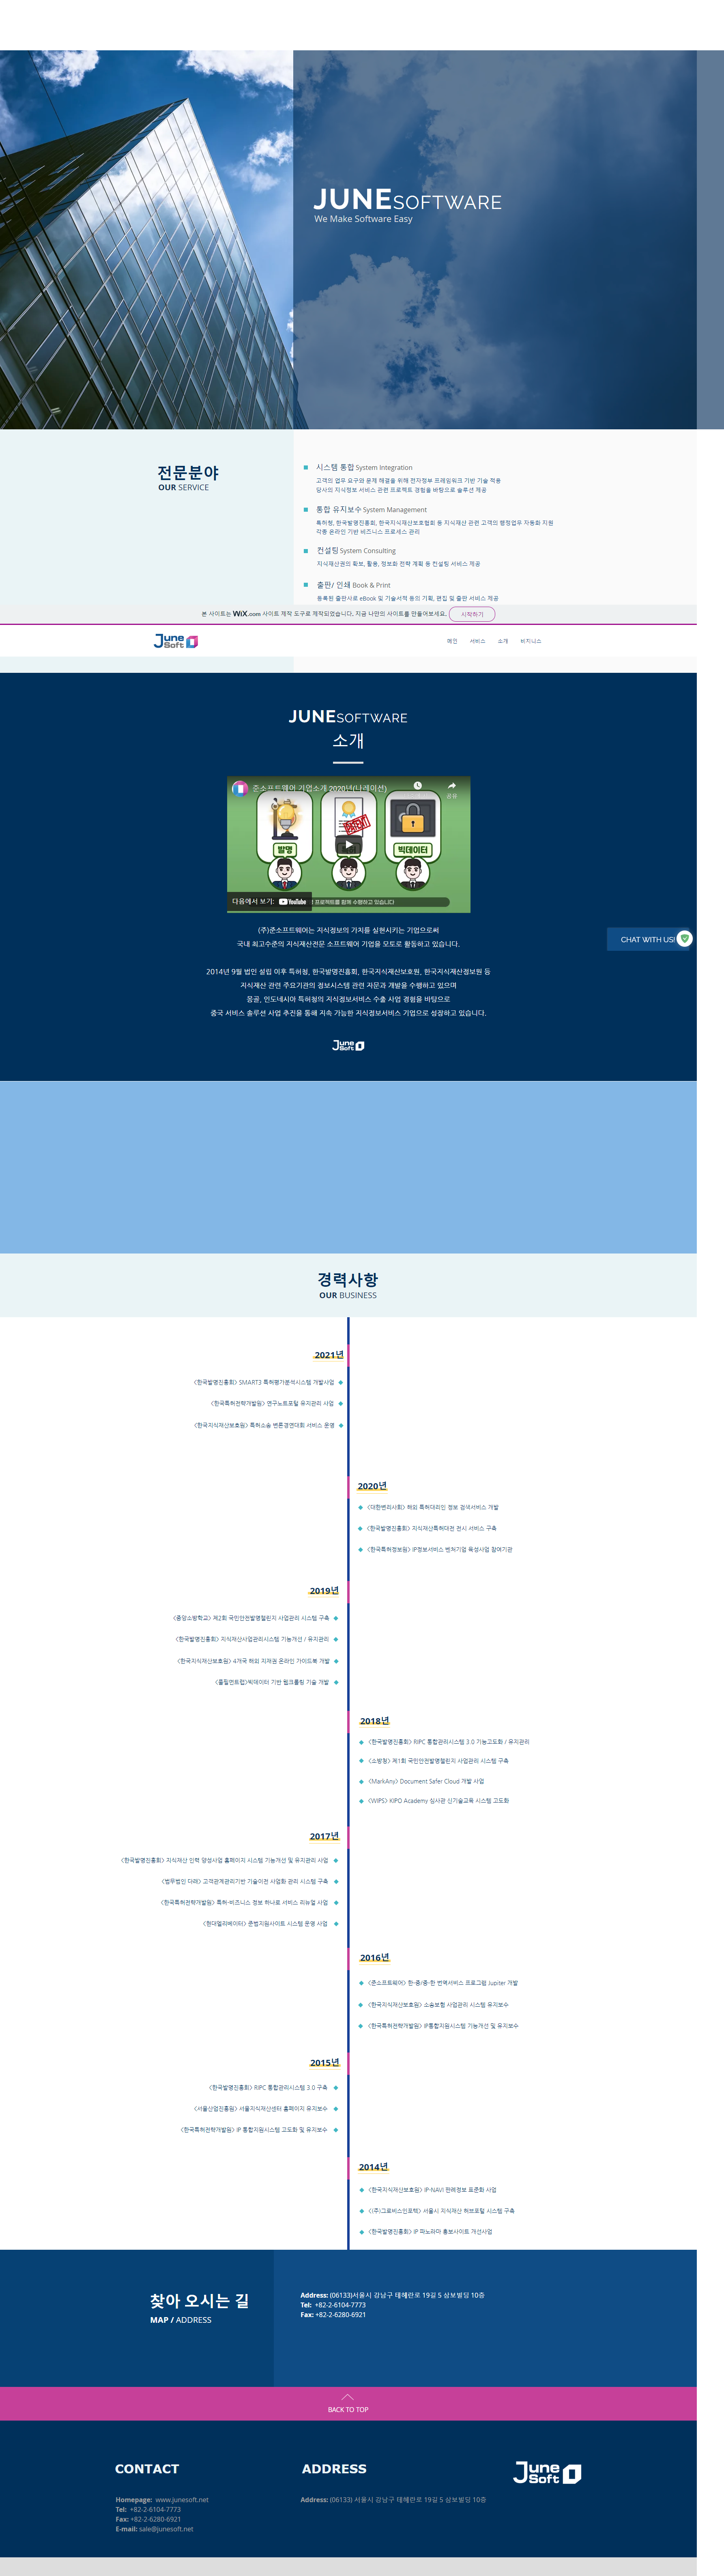 JUNESOFTWARE
We Make Software Easy
전문분야
OUR SERVICE
시스템 통합 System Integration
고객의 업무 요구와 문제 해결을 위해 전자정부 프레임워크 기반 기술 적용
당사의 지식정보 서비스 관련 프로젝트 경험을 바탕으로 솔루션 제공
통합 유지보수 System Management
특허청, 한국발명진흥회, 한국지식재산보호협회 등 지식재산 관련 고객의 행정업무 자동화 지원
각종 온라인 기반 비즈니스 프로세스 관리
컨설팅 System Consulting
지식재산권의 확보, 활용, 정보화 전략 계획 등 컨설팅 서비스 제공
출판/ 인쇄 Book & Print
등록된 출판사로 eBook 및 기술서적 등의 기획, 편집 및 출판 서비스 제공
본 사이트는 WiX.com 사이트 제작 도구로 제작되었습니다. 지금 나만의 사이트를 만들어보세요. 시작하기
June Soft
메인 서비스 소개 비지니스
JUNESOFTWARE
소개
준소프트웨어 기업소개 2020년(나레이션)
공유
발명
PATENT
빅데이터
다음에서 보기: YouTube
프로젝트를 함께 수행하고 있습니다
(주)준소프트웨어는 지식정보의 가치를 실현시키는 기업으로써
국내 최고수준의 지식재산전문 소프트웨어 기업을 모토로 활동하고 있습니다.
CHAT WITH US!
2014년 9월 법인 설립 이후 특허청, 한국발명진흥회, 한국지식재산보호원, 한국지식재산정보원 등
지식재산 관련 주요기관의 정보시스템 관련 자문과 개발을 수행하고 있으며
몽골, 인도네시아 특허청의 지식정보서비스 수출 사업 경험을 바탕으로
중국 서비스 솔루션 사업 추진을 통해 지속 가능한 지식정보서비스 기업으로 성장하고 있습니다.
June Soft
경력사항
OUR BUSINESS
2021년
<한국발명진흥회> SMART3 특허평가분석시스템 개발사업
<한국특허전략개발원> 연구노트포털 유지관리 사업
<한국지식재산보호원> 특허소송 변론경연대회 서비스 운영
2020년
<대한변리사회> 해외 특허대리인 정보 검색서비스 개발
<한국발명진흥회> 지식재산특허대전 전시 서비스 구축
<한국특허정보원> IP정보서비스 벤처기업 육성사업 참여기관
2019년
<중앙소방학교> 제2회 국민안전발명챌린지 사업관리 시스템 구축
<한국발명진흥회> 지식재산사업관리시스템 기능개선 / 유지관리
<한국지식재산보호원> 4개국 해외 지재권 온라인 가이드북 개발
<풀필먼트랩>빅데이터 기반 웹크롤링 기술 개발
2018년
<한국발명진흥회> RIPC 통합관리시스템 3.0 기능고도화 / 유지관리
<소방청> 제1회 국민안전발명챌린지 사업관리 시스템 구축
<MarkAny> Document Safer Cloud 개발 사업
<WIPS> KIPO Academy 심사관 신기술교육 시스템 고도화
2017년
<한국발명진흥회> 지식재산 인력 양성사업 홈페이지 시스템 기능개선 및 유지관리 사업
<법무법인 다래> 고객관계관리기반 기술이전 사업화 관리 시스템 구축
<한국특허전략개발원> 특허-비즈니스 정보 하나로 서비스 리뉴얼 사업
<현대엘리베이터> 준법지원사이트 시스템 운영 사업
2016년
<준소프트웨어> 한-중/중-한 번역서비스 프로그램 Jupiter 개발
<한국지식재산보호원> 소송보험 사업관리 시스템 유지보수
<한국특허전략개발원> IP통합지원시스템 기능개선 및 유지보수
2015년
<한국발명진흥회> RIPC 통합관리시스템 3.0 구축
<서울산업진흥원> 서울지식재산센터 홈페이지 유지보수
<한국특허전략개발원> IP 통합지원시스템 고도화 및 유지보수
2014년
<한국지식재산보호원> IP-NAVI 판례정보 표준화 사업
<(주)그로비스인포텍> 서울시 지식재산 허브포털 시스템 구축
<한국발명진흥회> IP 파노라마 홍보사이트 개선사업
찾아 오시는 길
MAP / ADDRESS
Address: (06133)서울시 강남구 테헤란로 19길 5 삼보빌딩 10층
Tel: +82-2-6104-7773
Fax: +82-2-6280-6921
BACK TO TOP
CONTACT
Homepage: www.junesoft.net
Tel: +82-2-6104-7773
Fax: +82-2-6280-6921
E-mail: sale@junesoft.net
ADDRESS
Address: (06133) 서울시 강남구 테헤란로 19길 5 삼보빌딩 10층
June Soft